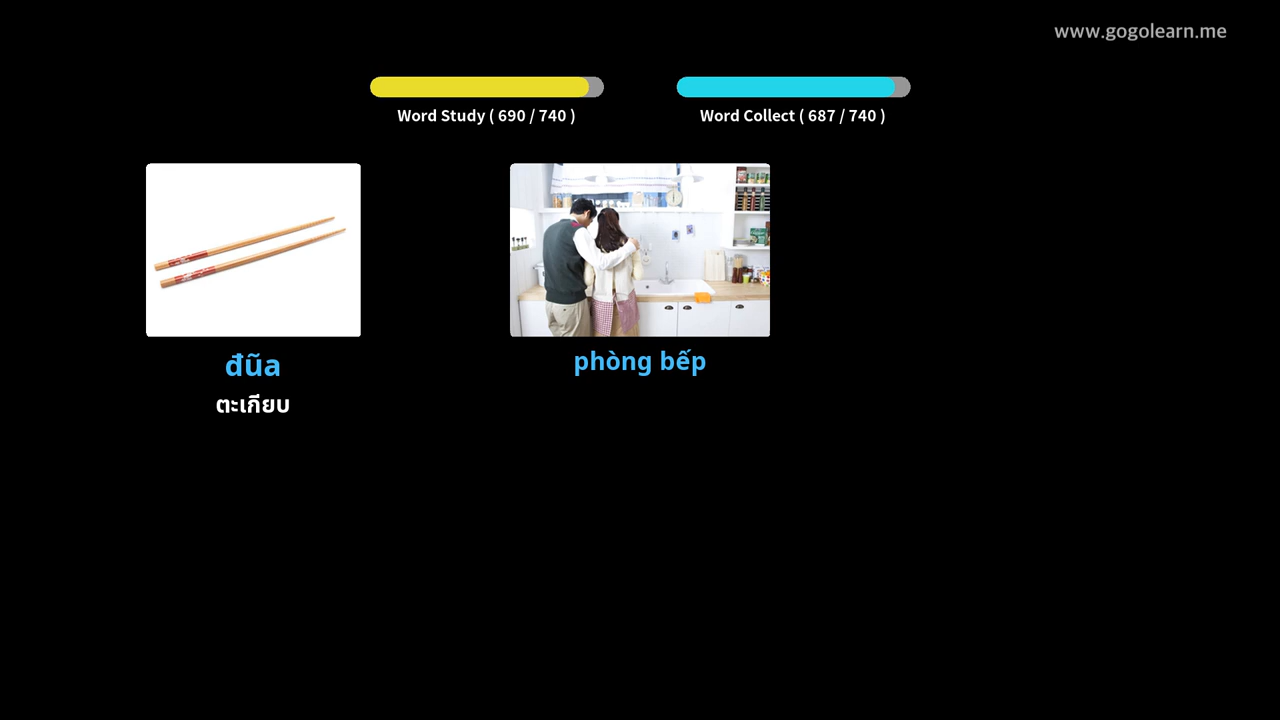 www.gogolearn.me
Word Study ( 690 / 740 )
Word Collect ( 687 / 740 )
đũa
ตะเกียบ
phòng bếp